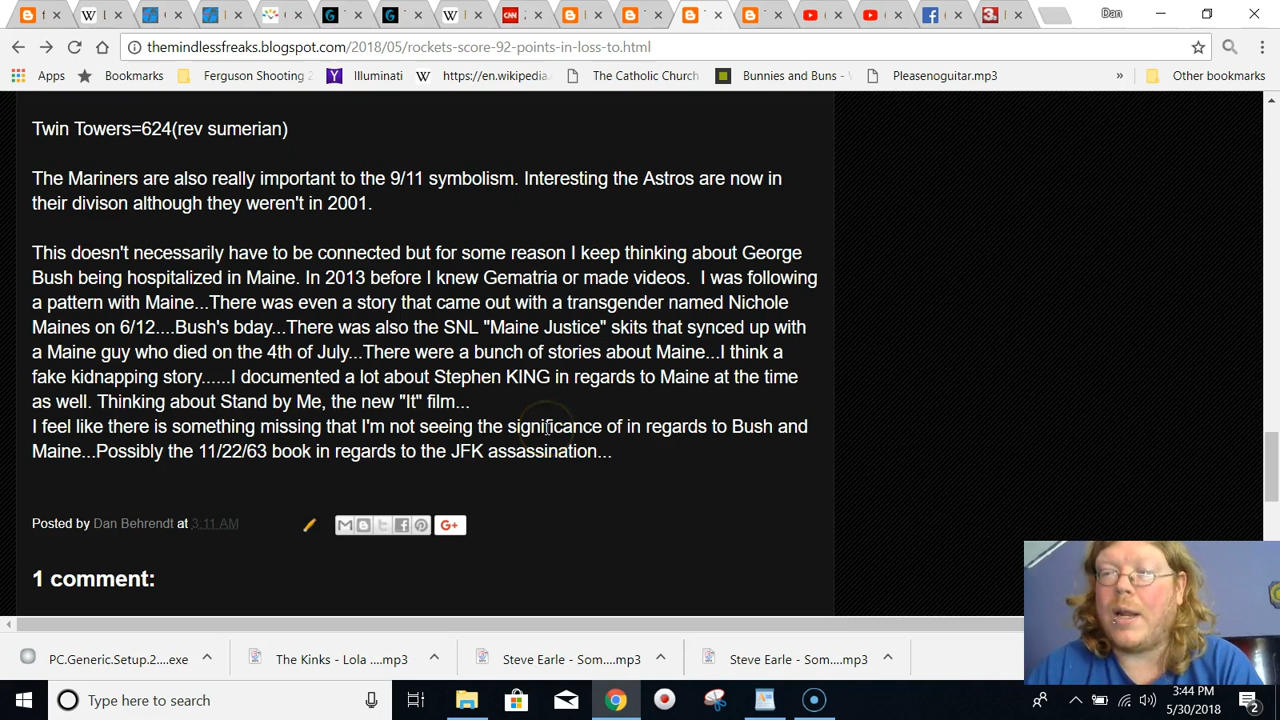 Dan
themindlessfreaks.blogspot.com/2018/05/rockets-score-92-points-in-loss-to.html
Apps Bookmarks Ferguson Shooting Illuminati https://en.wikipedia. The Catholic Church Bunnies and Buns - Pleasenoguitar.mp3 » Other bookmarks
Twin Towers=624(rev sumerian)
The Mariners are also really important to the 9/11 symbolism. Interesting the Astros are now in
their divison although they weren't in 2001.
This doesn't necessarily have to be connected but for some reason I keep thinking about George
Bush being hospitalized in Maine. In 2013 before I knew Gematria or made videos. I was following
a pattern with Maine...There was even a story that came out with a transgender named Nichole
Maines on 6/12....Bush's bday...There was also the SNL "Maine Justice" skits that synced up with
a Maine guy who died on the 4th of July...There were a bunch of stories about Maine...I think a
fake kidnapping story......I documented a lot about Stephen KING in regards to Maine at the time
as well. Thinking about Stand by Me, the new "It" film...
I feel like there is something missing that I'm not seeing the significance of in regards to Bush and
Maine...Possibly the 11/22/63 book in regards to the JFK assassination...
Posted by Dan Behrendt at 3:11 AM
G+
1 comment:
PC.Generic.Setup.2....exe The Kinks - Lola ....mp3 Steve Earle - Som....mp3 Steve Earle - Som....mp3
Type here to search
3:44 PM
5/30/2018
2